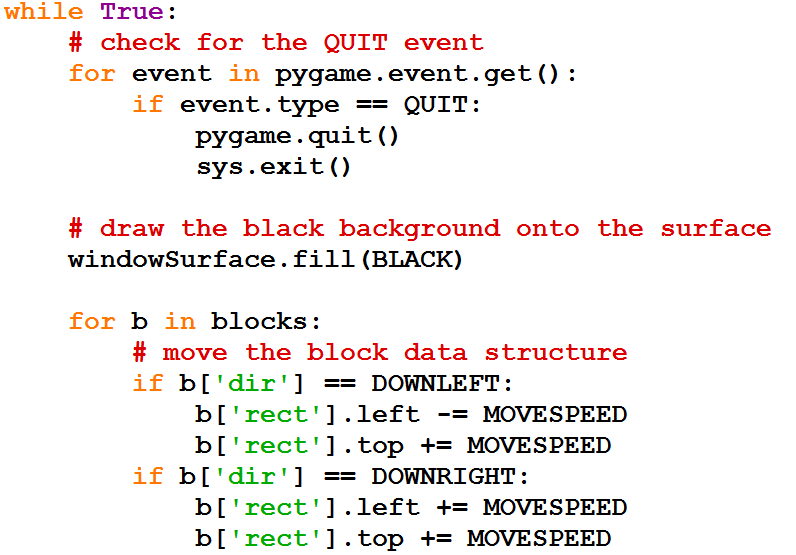 while True:
    # check for the QUIT event
    for event in pygame.event.get():
        if event.type == QUIT:
            pygame.quit()
            sys.exit()

    # draw the black background onto the surface
    windowSurface.fill(BLACK)

    for b in blocks:
        # move the block data structure
        if b['dir'] == DOWNLEFT:
            b['rect'].left -= MOVESPEED
            b['rect'].top += MOVESPEED
        if b['dir'] == DOWNRIGHT:
            b['rect'].left += MOVESPEED
            b['rect'].top += MOVESPEED